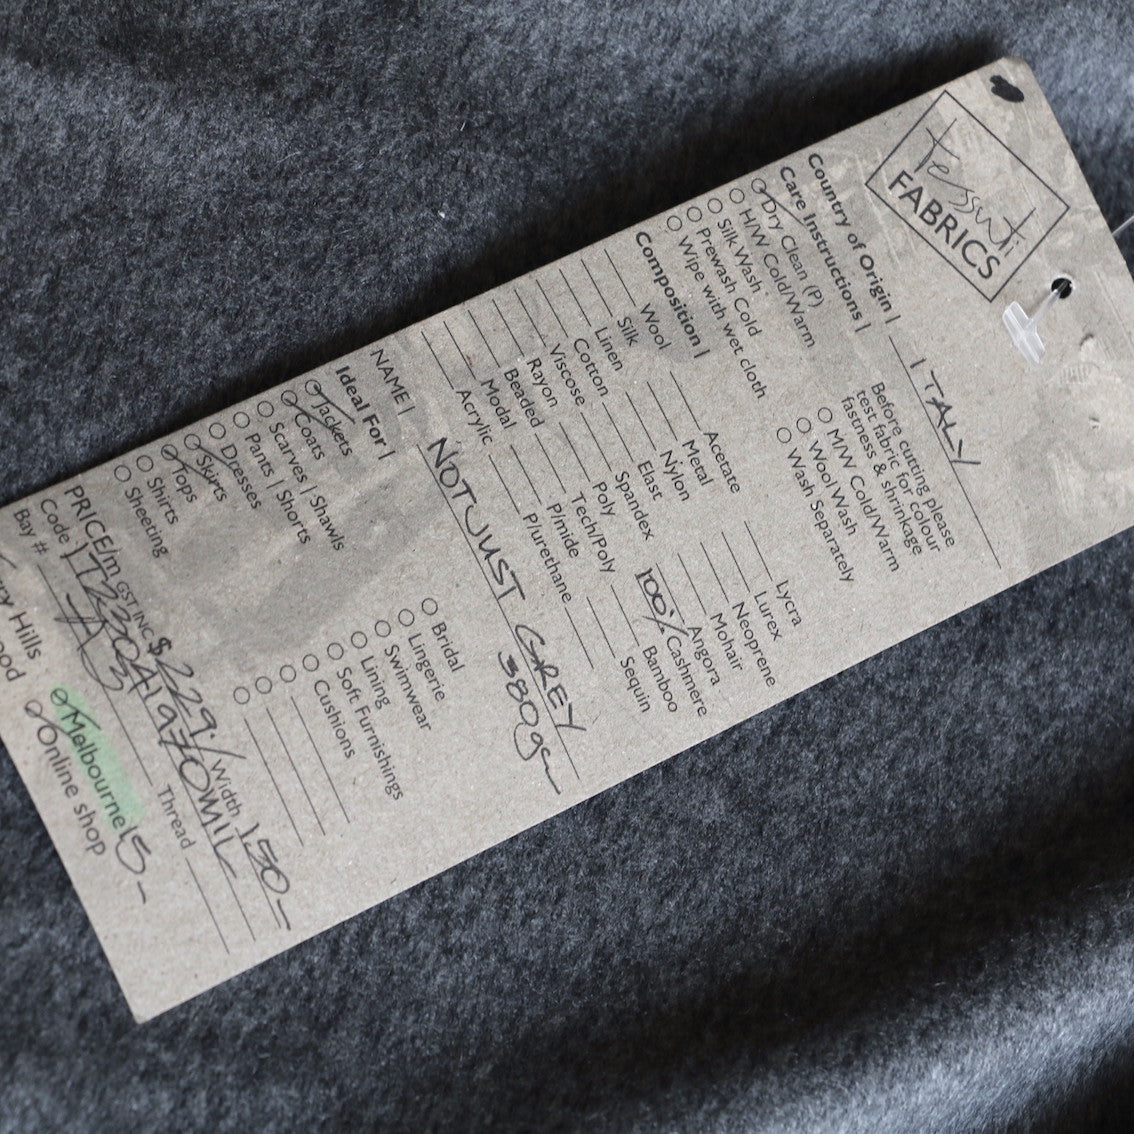 tessuti
FABRICS
Country of Origin | ITALY
Care Instructions |
Before cutting please
test fabric for colour
fastness & shrinkage
Dry Clean (P)
H/W Cold/Warm
Silk Wash
Prewash Cold
Wipe with wet cloth
M/W Cold/Warm
Wool Wash
Wash Separately
Composition |
Wool
Silk
Linen
Cotton
Viscose
Rayon
Beaded
Modal
Acrylic
Acetate
Metal
Nylon
Elast
Spandex
Poly
Tech/Poly
P/mide
P/urethane
Lycra
Lurex
Neoprene
Mohair
Angora
100% Cashmere
Bamboo
Sequin
NAME | NOT JUST GREY
380gsm
Ideal For |
Jackets
Coats
Scarves | Shawls
Pants | Shorts
Dresses
Skirts
Tops
Shirts
Sheeting
Bridal
Lingerie
Swimwear
Lining
Soft Furnishings
Cushions
PRICE/m GST INC $229/ Width 150-
Code |
Bay # A3
Thread
rry Hills
ood
Melbourne 15-
Online shop